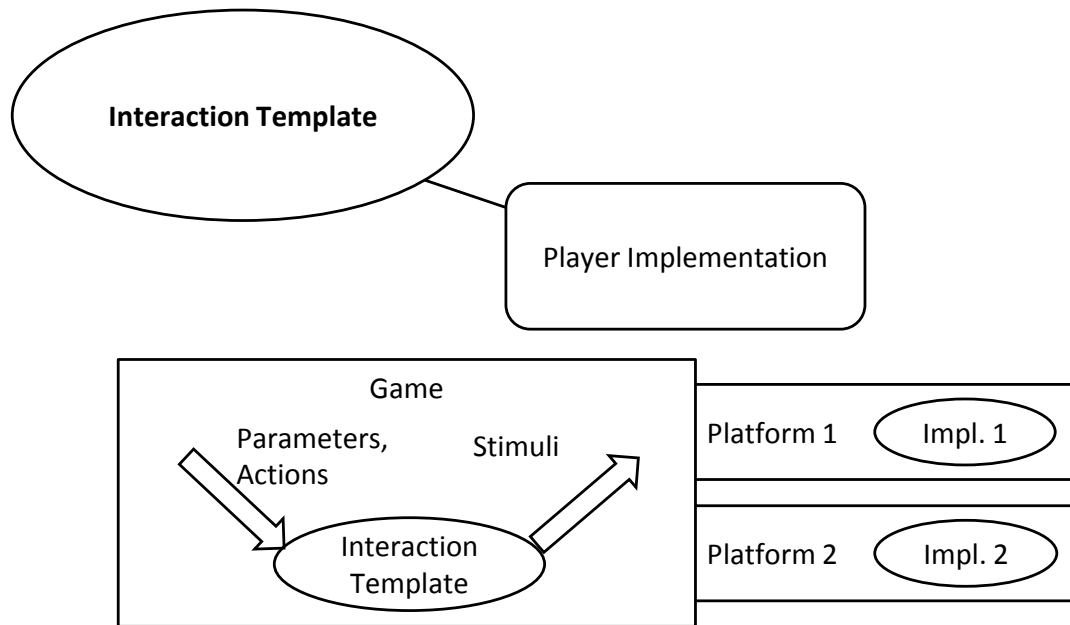 Interaction Template
Player Implementation
Game
Parameters,
Actions
Stimuli
Interaction
Template
Platform 1
Impl. 1
Platform 2
Impl. 2